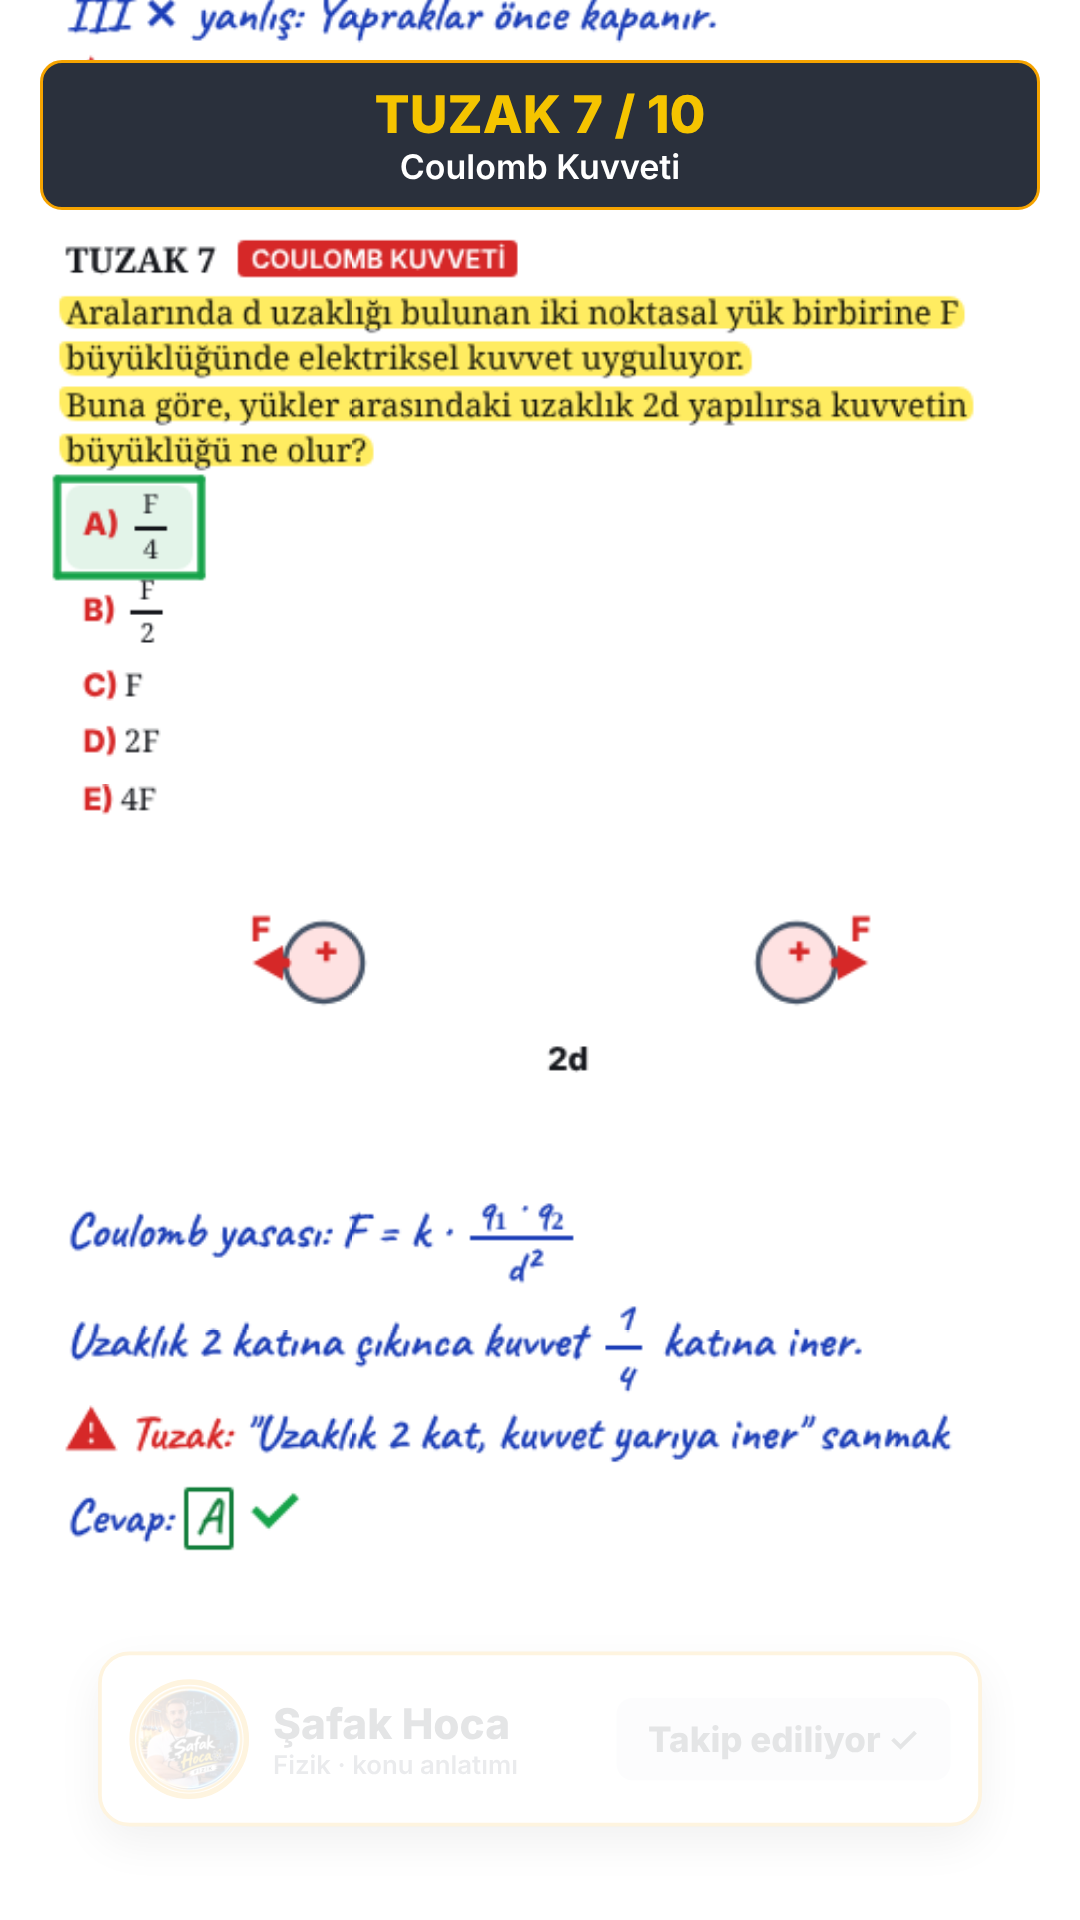 III ✕ yanlış: Yapraklar önce kapanır.
TUZAK 7 / 10
Coulomb Kuvveti
TUZAK 7 COULOMB KUVVETİ
Aralarında d uzaklığı bulunan iki noktasal yük birbirine F
büyüklüğünde elektriksel kuvvet uyguluyor.
Buna göre, yükler arasındaki uzaklık 2d yapılırsa kuvvetin
büyüklüğü ne olur?
A) F/4
B) F/2
C) F
D) 2F
E) 4F
F + + F
2d
Coulomb yasası: F = k · q₁ · q₂ / d²
Uzaklık 2 katına çıkınca kuvvet 1/4 katına iner.
Tuzak: "Uzaklık 2 kat, kuvvet yarıya iner" sanmak
Cevap: A ✓
Şafak Hoca
Fizik · konu anlatımı
Takip ediliyor ✓
Şafak Hoca